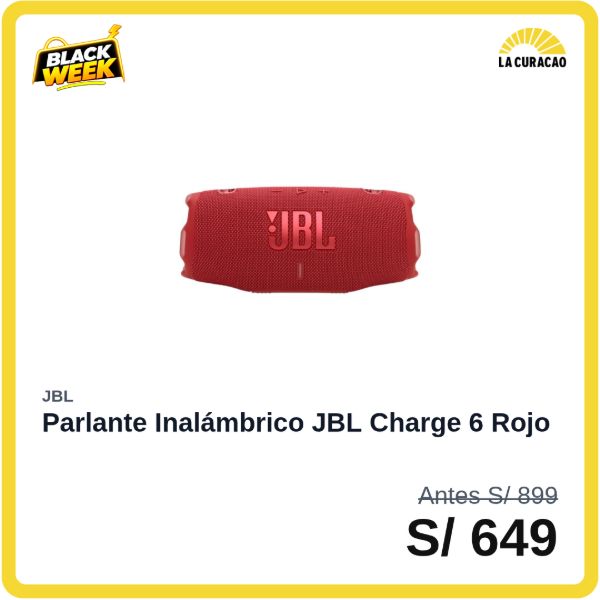 BLACK
WEEK
LA CURACAO
JBL
JBL
Parlante Inalámbrico JBL Charge 6 Rojo
Antes S/ 899
S/ 649